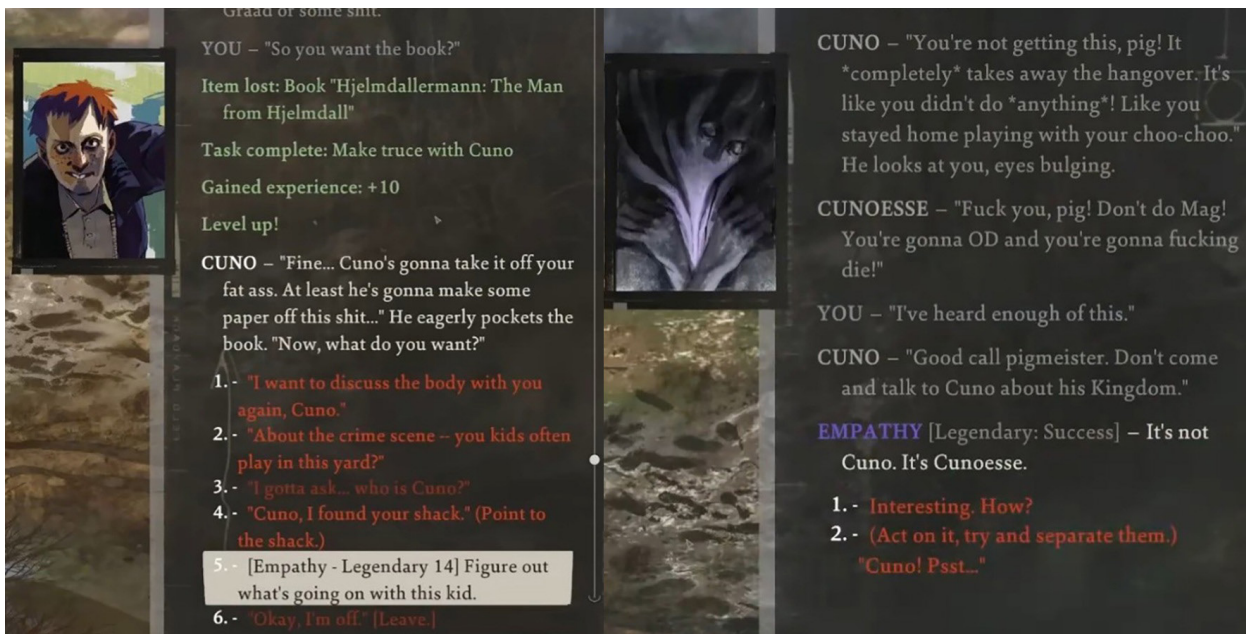 Graad or some shit.
YOU – "So you want the book?"
Item lost: Book "Hjelmdallermann: The Man
from Hjelmdall"
Task complete: Make truce with Cuno
Gained experience: +10
Level up!
CUNO – "Fine... Cuno's gonna take it off your
fat ass. At least he's gonna make some
paper off this shit..." He eagerly pockets the
book. "Now, what do you want?"
1.- "I want to discuss the body with you
again, Cuno."
2.- "About the crime scene -- you kids often
play in this yard?"
3.- "I gotta ask... who is Cuno?"
4.- "Cuno, I found your shack." (Point to
the shack.)
5.- [Empathy - Legendary 14] Figure out
what's going on with this kid.
6.- "Okay, I'm off." [Leave.]
CUNO – "You're not getting this, pig! It
*completely* takes away the hangover. It's
like you didn't do *anything*! Like you
stayed home playing with your choo-choo."
He looks at you, eyes bulging.
CUNOESSE – "Fuck you, pig! Don't do Mag!
You're gonna OD and you're gonna fucking
die!"
YOU – "I've heard enough of this."
CUNO – "Good call pigmeister. Don't come
and talk to Cuno about his Kingdom."
EMPATHY [Legendary: Success] – It's not
Cuno. It's Cunoesse.
1.- Interesting. How?
2.- (Act on it, try and separate them.)
"Cuno! Psst..."